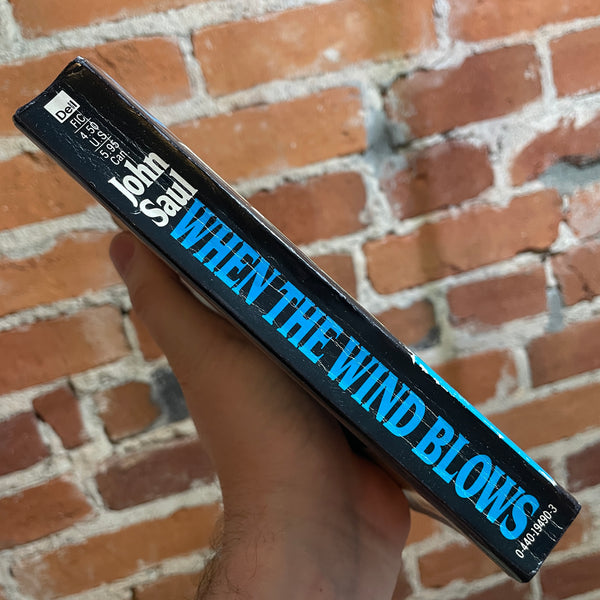 Dell
FIC
4.50
U.S.
5.95
Can.
John
Saul
WHEN THE WIND BLOWS
0-440-19490-3